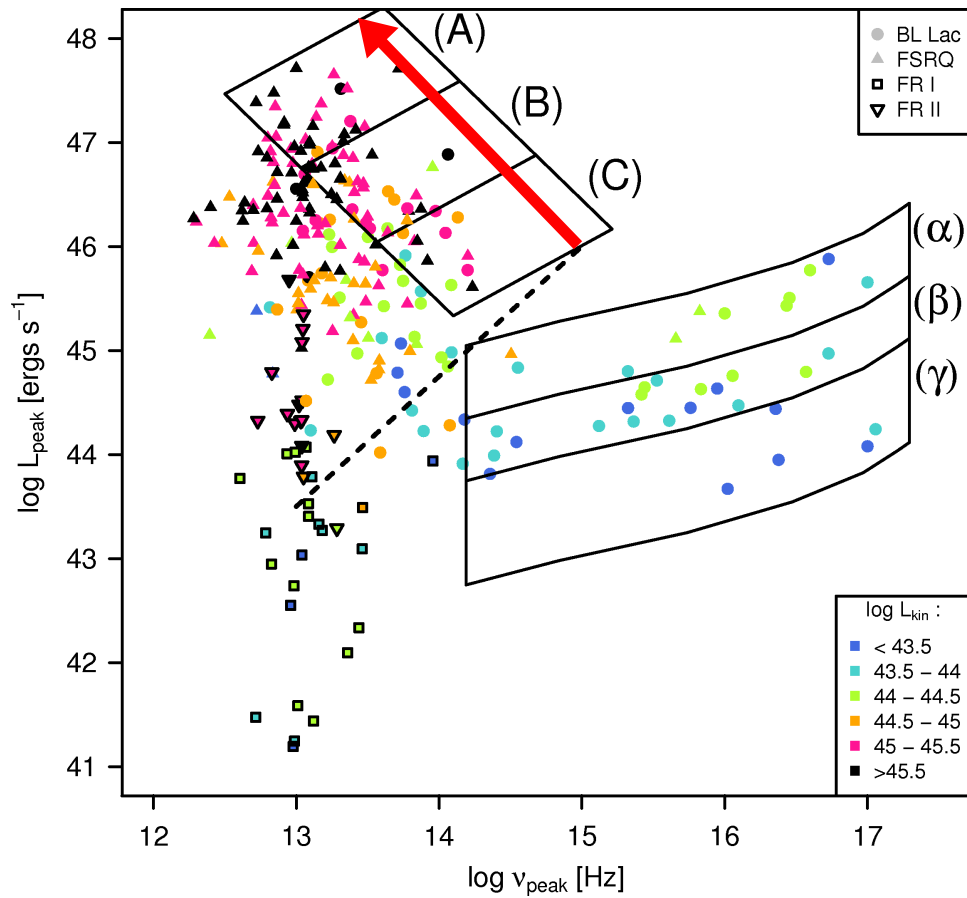 48
47
46
45
44
43
42
41
12
13
14
15
16
17
log L_peak [ergs s⁻¹]
log ν_peak [Hz]
(A)
(B)
(C)
(α)
(β)
(γ)
BL Lac
FSRQ
FR I
FR II
log L_kin :
< 43.5
43.5 − 44
44 − 44.5
44.5 − 45
45 − 45.5
>45.5